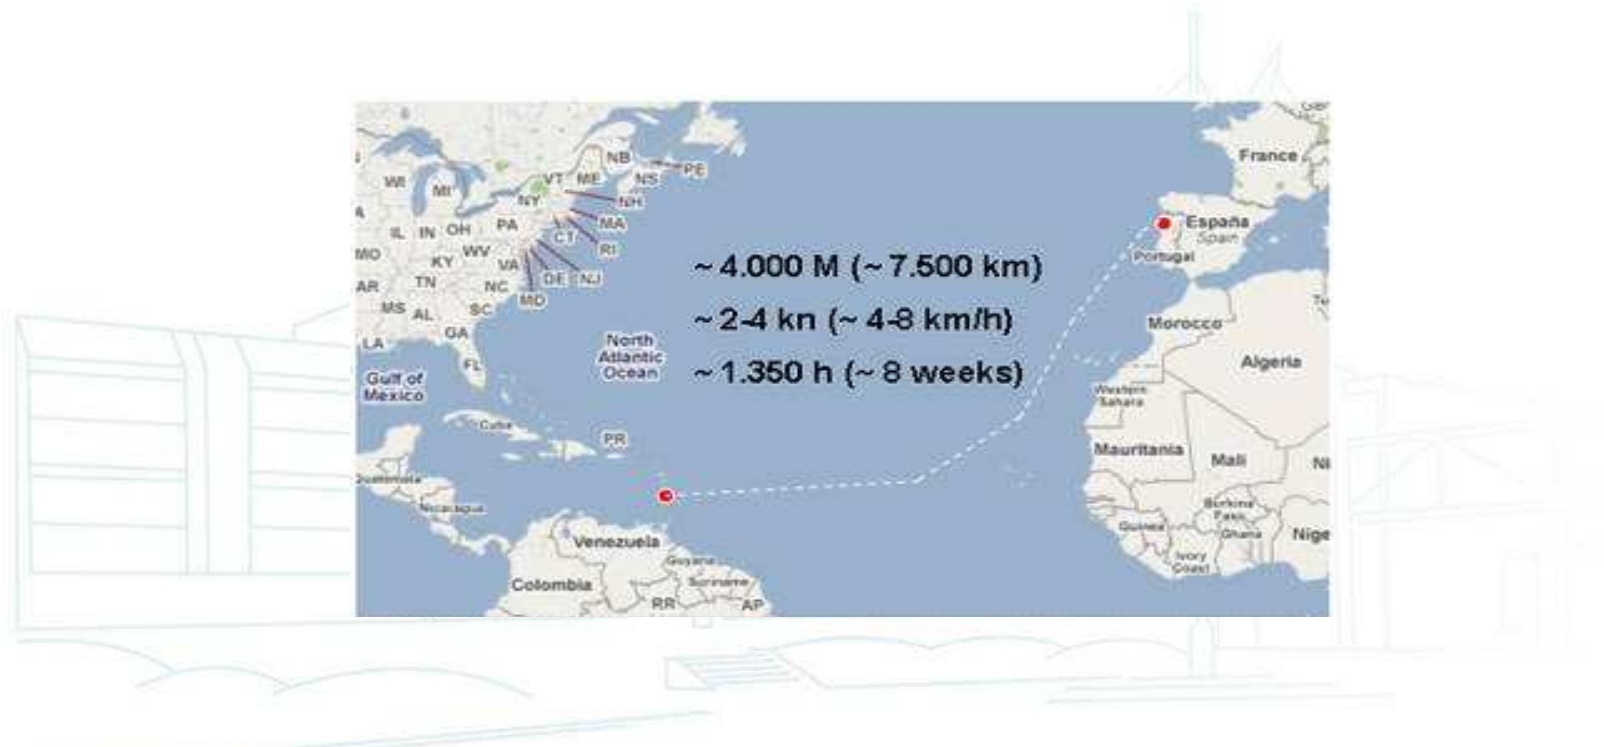 GB
France
NB
PE
VT
ME
NS
WI
MI
NY
NH
PA
MA
IL
IN
OH
CT
RI
España
Spain
Portugal
MO
WV
KY
VA
DE
NJ
~ 4.000 M (~ 7.500 km)
AR
TN
NC
MD
MS
AL
SC
~ 2-4 kn (~ 4-8 km/h)
Morocco
GA
LA
North
Atlantic
Ocean
FL
~ 1.350 h (~ 8 weeks)
Algeria
Gulf of
Mexico
Western
Sahara
Cuba
PR
Mauritania
Mali
Guatemala
Nicaragua
Burkina
Faso
Guinea
Ghana
Nige
Venezuela
Ivory
Coast
Guyana
Colombia
Suriname
RR
AP